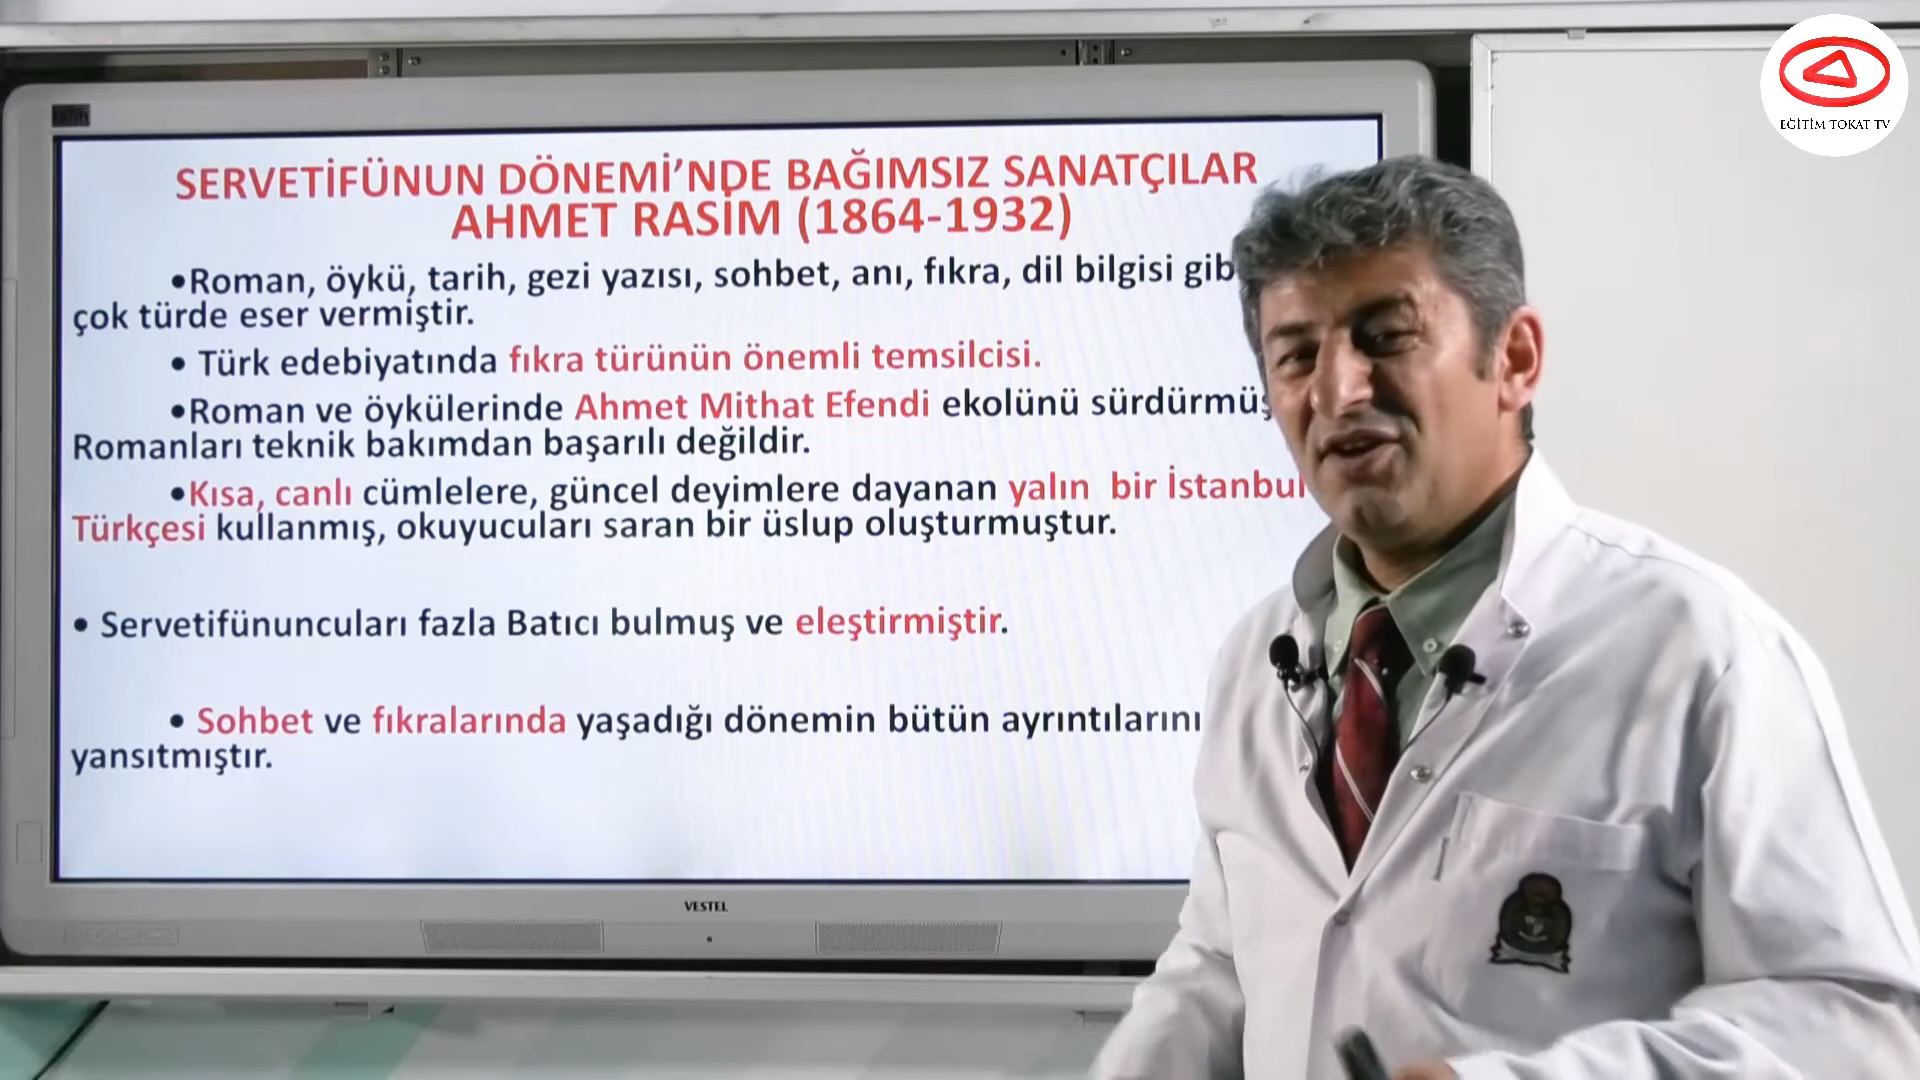 EĞİTİM TOKAT TV
SERVETİFÜNUN DÖNEMİ'NDE BAĞIMSIZ SANATÇILAR
AHMET RASİM (1864-1932)
•Roman, öykü, tarih, gezi yazısı, sohbet, anı, fıkra, dil bilgisi gib
çok türde eser vermiştir.
• Türk edebiyatında fıkra türünün önemli temsilcisi.
•Roman ve öykülerinde Ahmet Mithat Efendi ekolünü sürdürmüş
Romanları teknik bakımdan başarılı değildir.
•Kısa, canlı cümlelere, güncel deyimlere dayanan yalın bir İstanbul
Türkçesi kullanmış, okuyucuları saran bir üslup oluşturmuştur.
• Servetifünuncuları fazla Batıcı bulmuş ve eleştirmiştir.
• Sohbet ve fıkralarında yaşadığı dönemin bütün ayrıntılarını
yansıtmıştır.
VESTEL